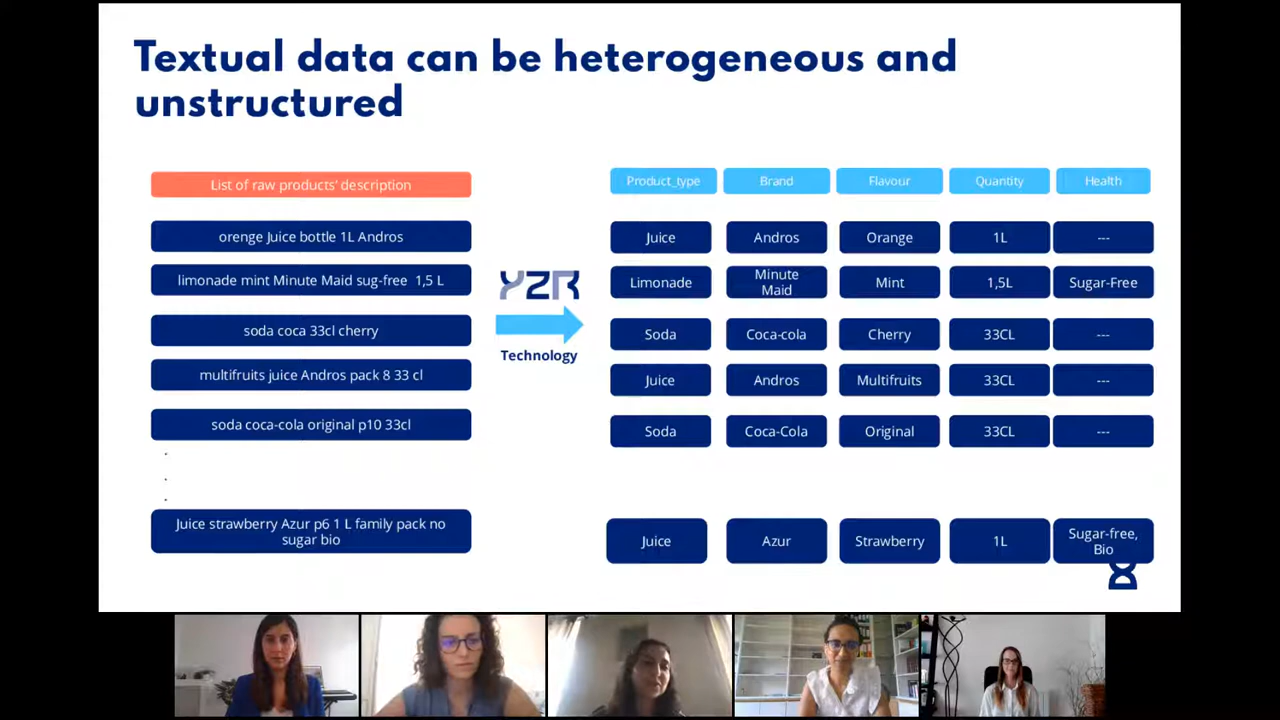 Textual data can be heterogeneous and
unstructured
List of raw products' description
orenge Juice bottle 1L Andros
limonade mint Minute Maid sug-free 1,5 L
soda coca 33cl cherry
multifruits juice Andros pack 8 33 cl
soda coca-cola original p10 33cl
.
.
.
Juice strawberry Azur p6 1 L family pack no
sugar bio
YZR
Technology
Product_type Brand Flavour Quantity Health
Juice Andros Orange 1L ---
Limonade Minute Maid Mint 1,5L Sugar-Free
Soda Coca-cola Cherry 33CL ---
Juice Andros Multifruits 33CL ---
Soda Coca-Cola Original 33CL ---
Juice Azur Strawberry 1L Sugar-free, Bio